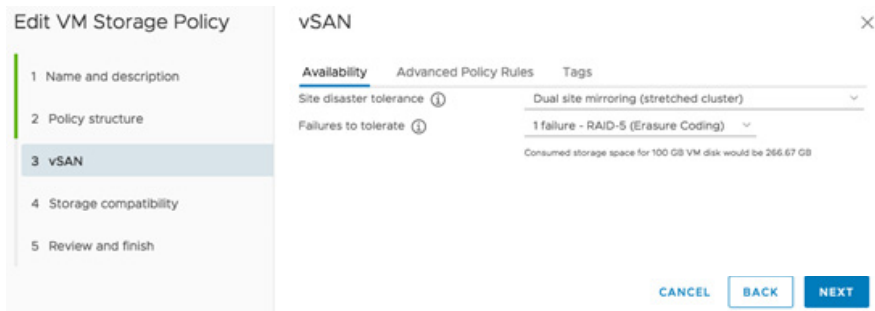 Edit VM Storage Policy
1 Name and description
2 Policy structure
3 vSAN
4 Storage compatibility
5 Review and finish
vSAN
Availability Advanced Policy Rules Tags
Site disaster tolerance Dual site mirroring (stretched cluster)
Failures to tolerate 1 failure - RAID-5 (Erasure Coding)
Consumed storage space for 100 GB VM disk would be 266.67 GB
CANCEL BACK NEXT